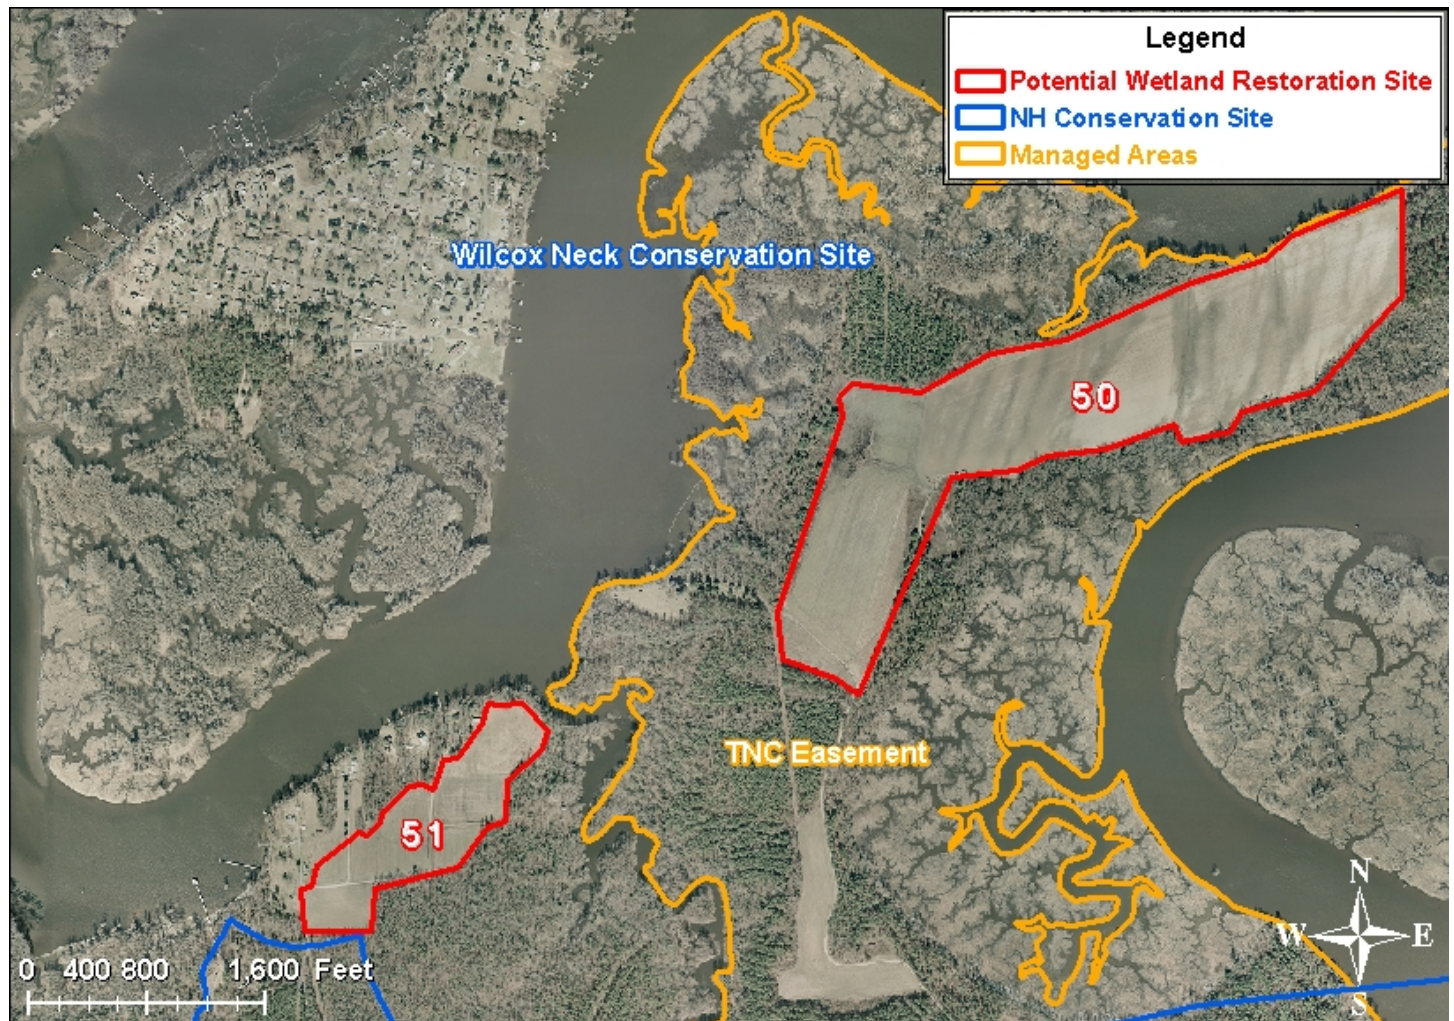 Legend
Potential Wetland Restoration Site
NH Conservation Site
Managed Areas
Wilcox Neck Conservation Site
50
TNC Easement
51
N
W E
S
0 400 800 1,600 Feet